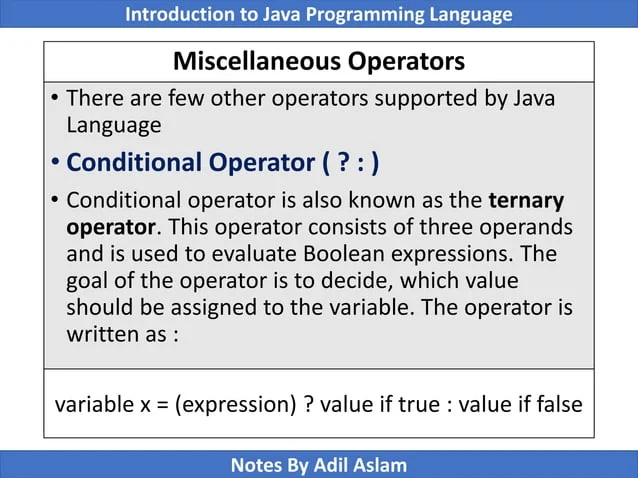 Introduction to Java Programming Language
Miscellaneous Operators
• There are few other operators supported by Java
Language
• Conditional Operator ( ? : )
• Conditional operator is also known as the ternary
operator. This operator consists of three operands
and is used to evaluate Boolean expressions. The
goal of the operator is to decide, which value
should be assigned to the variable. The operator is
written as :
variable x = (expression) ? value if true : value if false
Notes By Adil Aslam